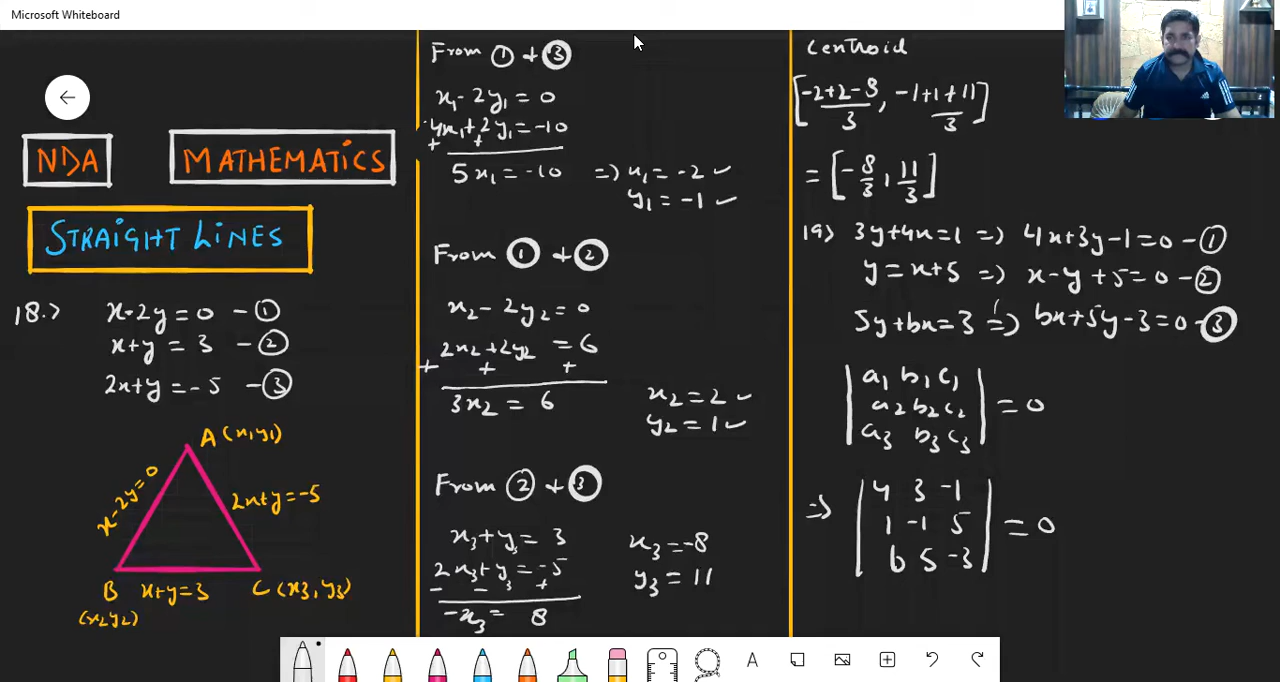 Microsoft Whiteboard
NDA MATHEMATICS
STRAIGHT LINES
18.> x-2y=0 -①
x+y = 3 -②
2x+y = -5 -③
A (x1y1)
x-2y=0
2x+y=-5
B x+y=3 C (x3, y3)
(x2y2)
From ① + ③
x1-2y1 = 0
4x1+2y1 = -10
+ +
5x1 = -10 => x1 = -2 ✓
y1 = -1 ✓
From ① + ②
x2 - 2y2 = 0
2x2 + 2y2 = 6
+ + +
3x2 = 6
x2 = 2 ✓
y2 = 1 ✓
From ② + ③
x3 + y3 = 3
2x3 + y3 = -5
- - +
-x3 = 8
x3 = -8
y3 = 11
Centroid
[-2+2-8/3, -1+1+11/3]
= [-8/3, 11/3]
19> 3y+4x=1 => 4x+3y-1=0 -①
y = x+5 => x-y+5=0 -②
5y+bx=3 => bx+5y-3=0 -③
|a1 b1 c1|
|a2 b2 c2| = 0
|a3 b3 c3|
|4 3 -1|
=> |1 -1 5| = 0
|b 5 -3|
A